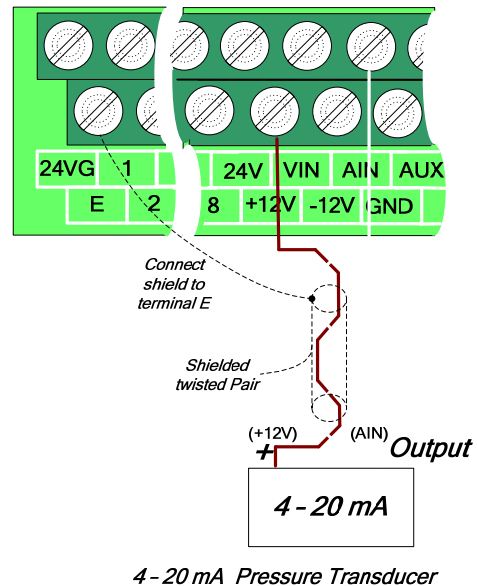 24VG 1 24V VIN AIN AUX
E 2 8 +12V -12V GND
Connect
shield to
terminal E
Shielded
twisted Pair
(+12V) (AIN) Output
+
4 - 20 mA
4 - 20 mA Pressure Transducer